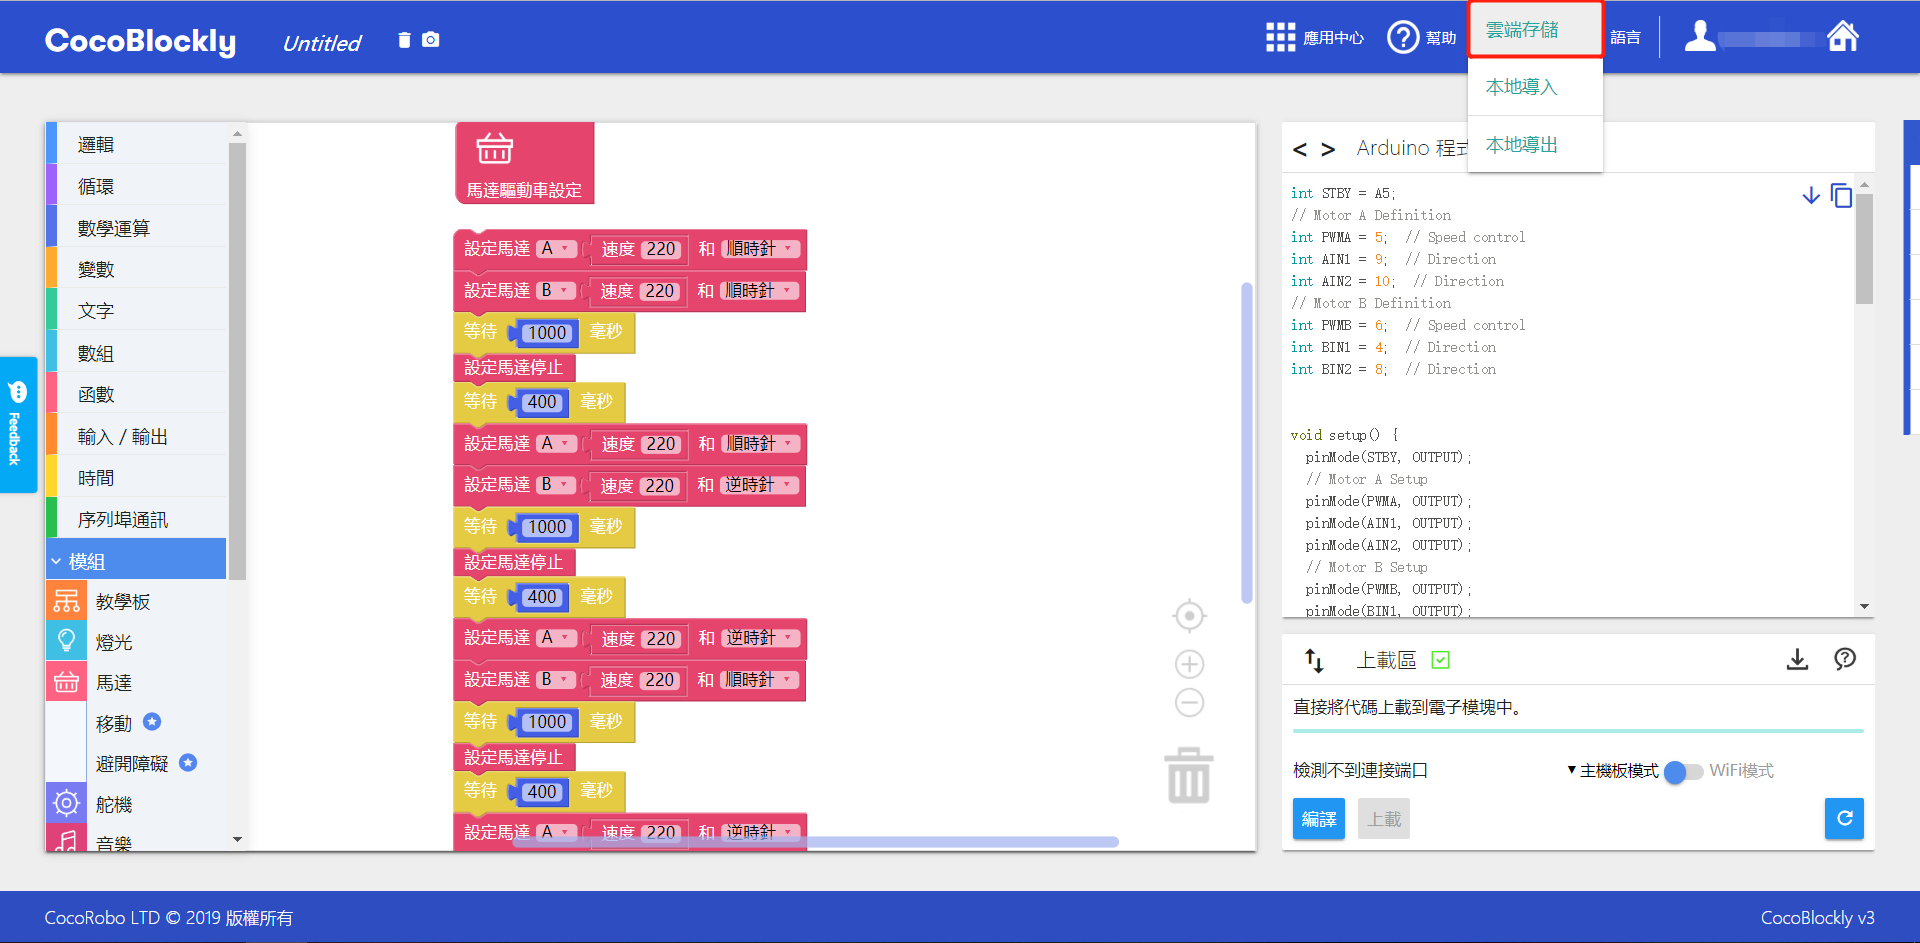 CocoBlockly
Untitled
應用中心
幫助
雲端存儲
本地導入
本地導出
語言
邏輯
循環
數學運算
變數
文字
數組
函數
輸入 / 輸出
時間
序列埠通訊
模組
教學板
燈光
馬達
移動
避開障礙
舵機
音樂
Feedback
馬達驅動車設定
設定馬達 A 速度 220 和 順時針
設定馬達 B 速度 220 和 順時針
等待 1000 毫秒
設定馬達停止
等待 400 毫秒
設定馬達 A 速度 220 和 順時針
設定馬達 B 速度 220 和 逆時針
等待 1000 毫秒
設定馬達停止
等待 400 毫秒
設定馬達 A 速度 220 和 逆時針
設定馬達 B 速度 220 和 順時針
等待 1000 毫秒
設定馬達停止
等待 400 毫秒
設定馬達 A 速度 220 和 逆時針
< > Arduino 程式
int STBY = A5;
// Motor A Definition
int PWMA = 5;  // Speed control
int AIN1 = 9;  // Direction
int AIN2 = 10;  // Direction
// Motor B Definition
int PWMB = 6;  // Speed control
int BIN1 = 4;  // Direction
int BIN2 = 8;  // Direction
void setup() {
pinMode(STBY, OUTPUT);
// Motor A Setup
pinMode(PWMA, OUTPUT);
pinMode(AIN1, OUTPUT);
pinMode(AIN2, OUTPUT);
// Motor B Setup
pinMode(PWMB, OUTPUT);
pinMode(BIN1, OUTPUT);
上載區
直接將代碼上載到電子模塊中。
檢測不到連接端口
主機板模式
WiFi模式
編譯
上載
CocoRobo LTD © 2019 版權所有
CocoBlockly v3